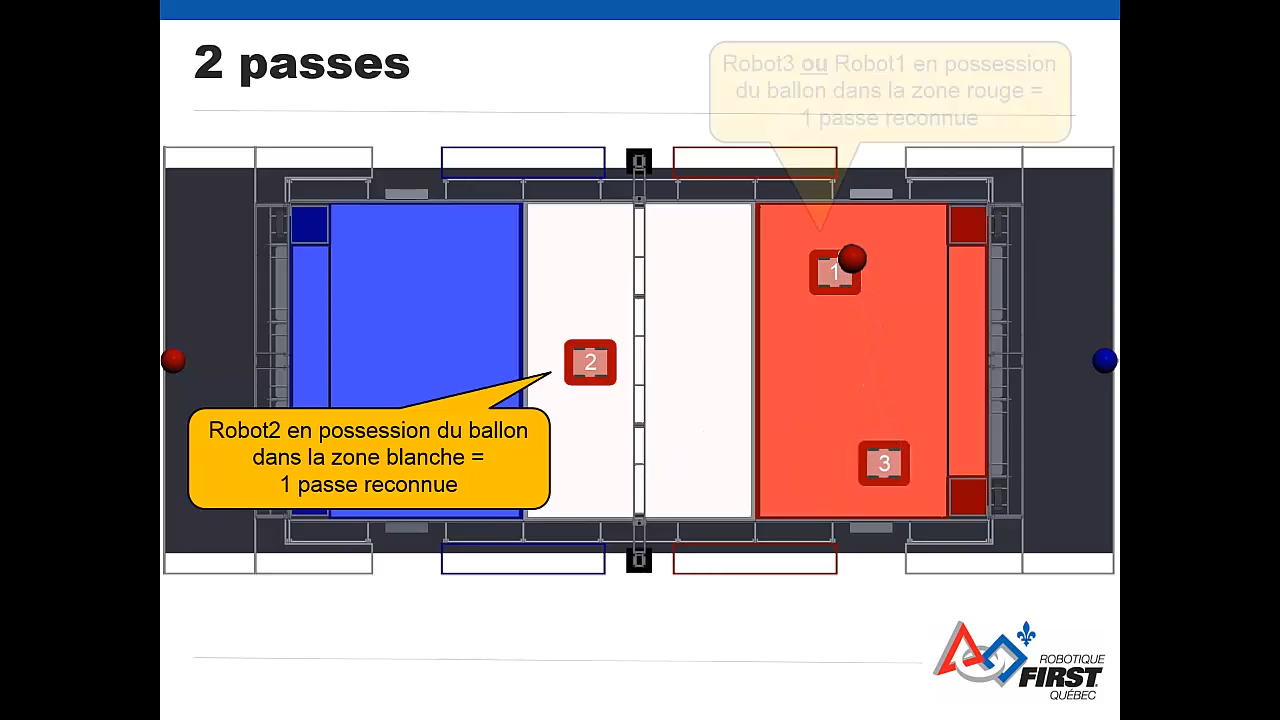 2 passes
Robot3 ou Robot1 en possession
du ballon dans la zone rouge =
1 passe reconnue
1
2
Robot2 en possession du ballon
dans la zone blanche =
1 passe reconnue
3
ROBOTIQUE
FIRST
QUÉBEC